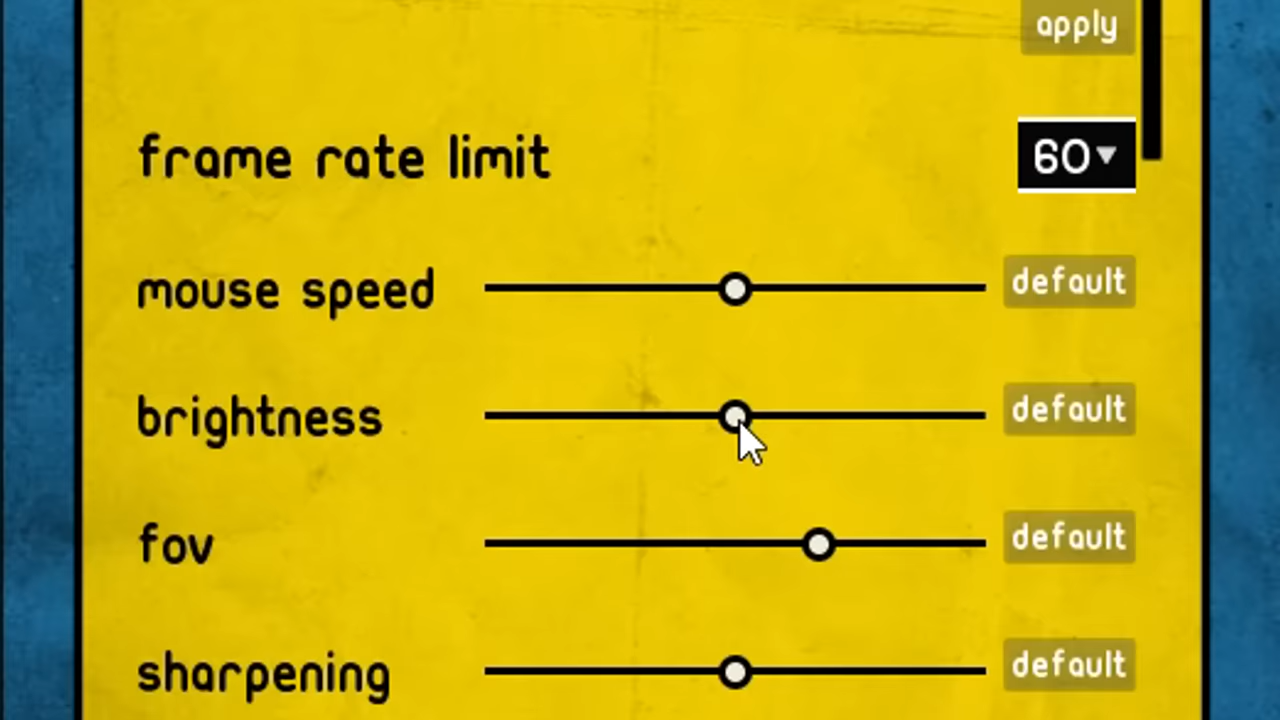 apply
frame rate limit 60
mouse speed default
brightness default
fov default
sharpening default